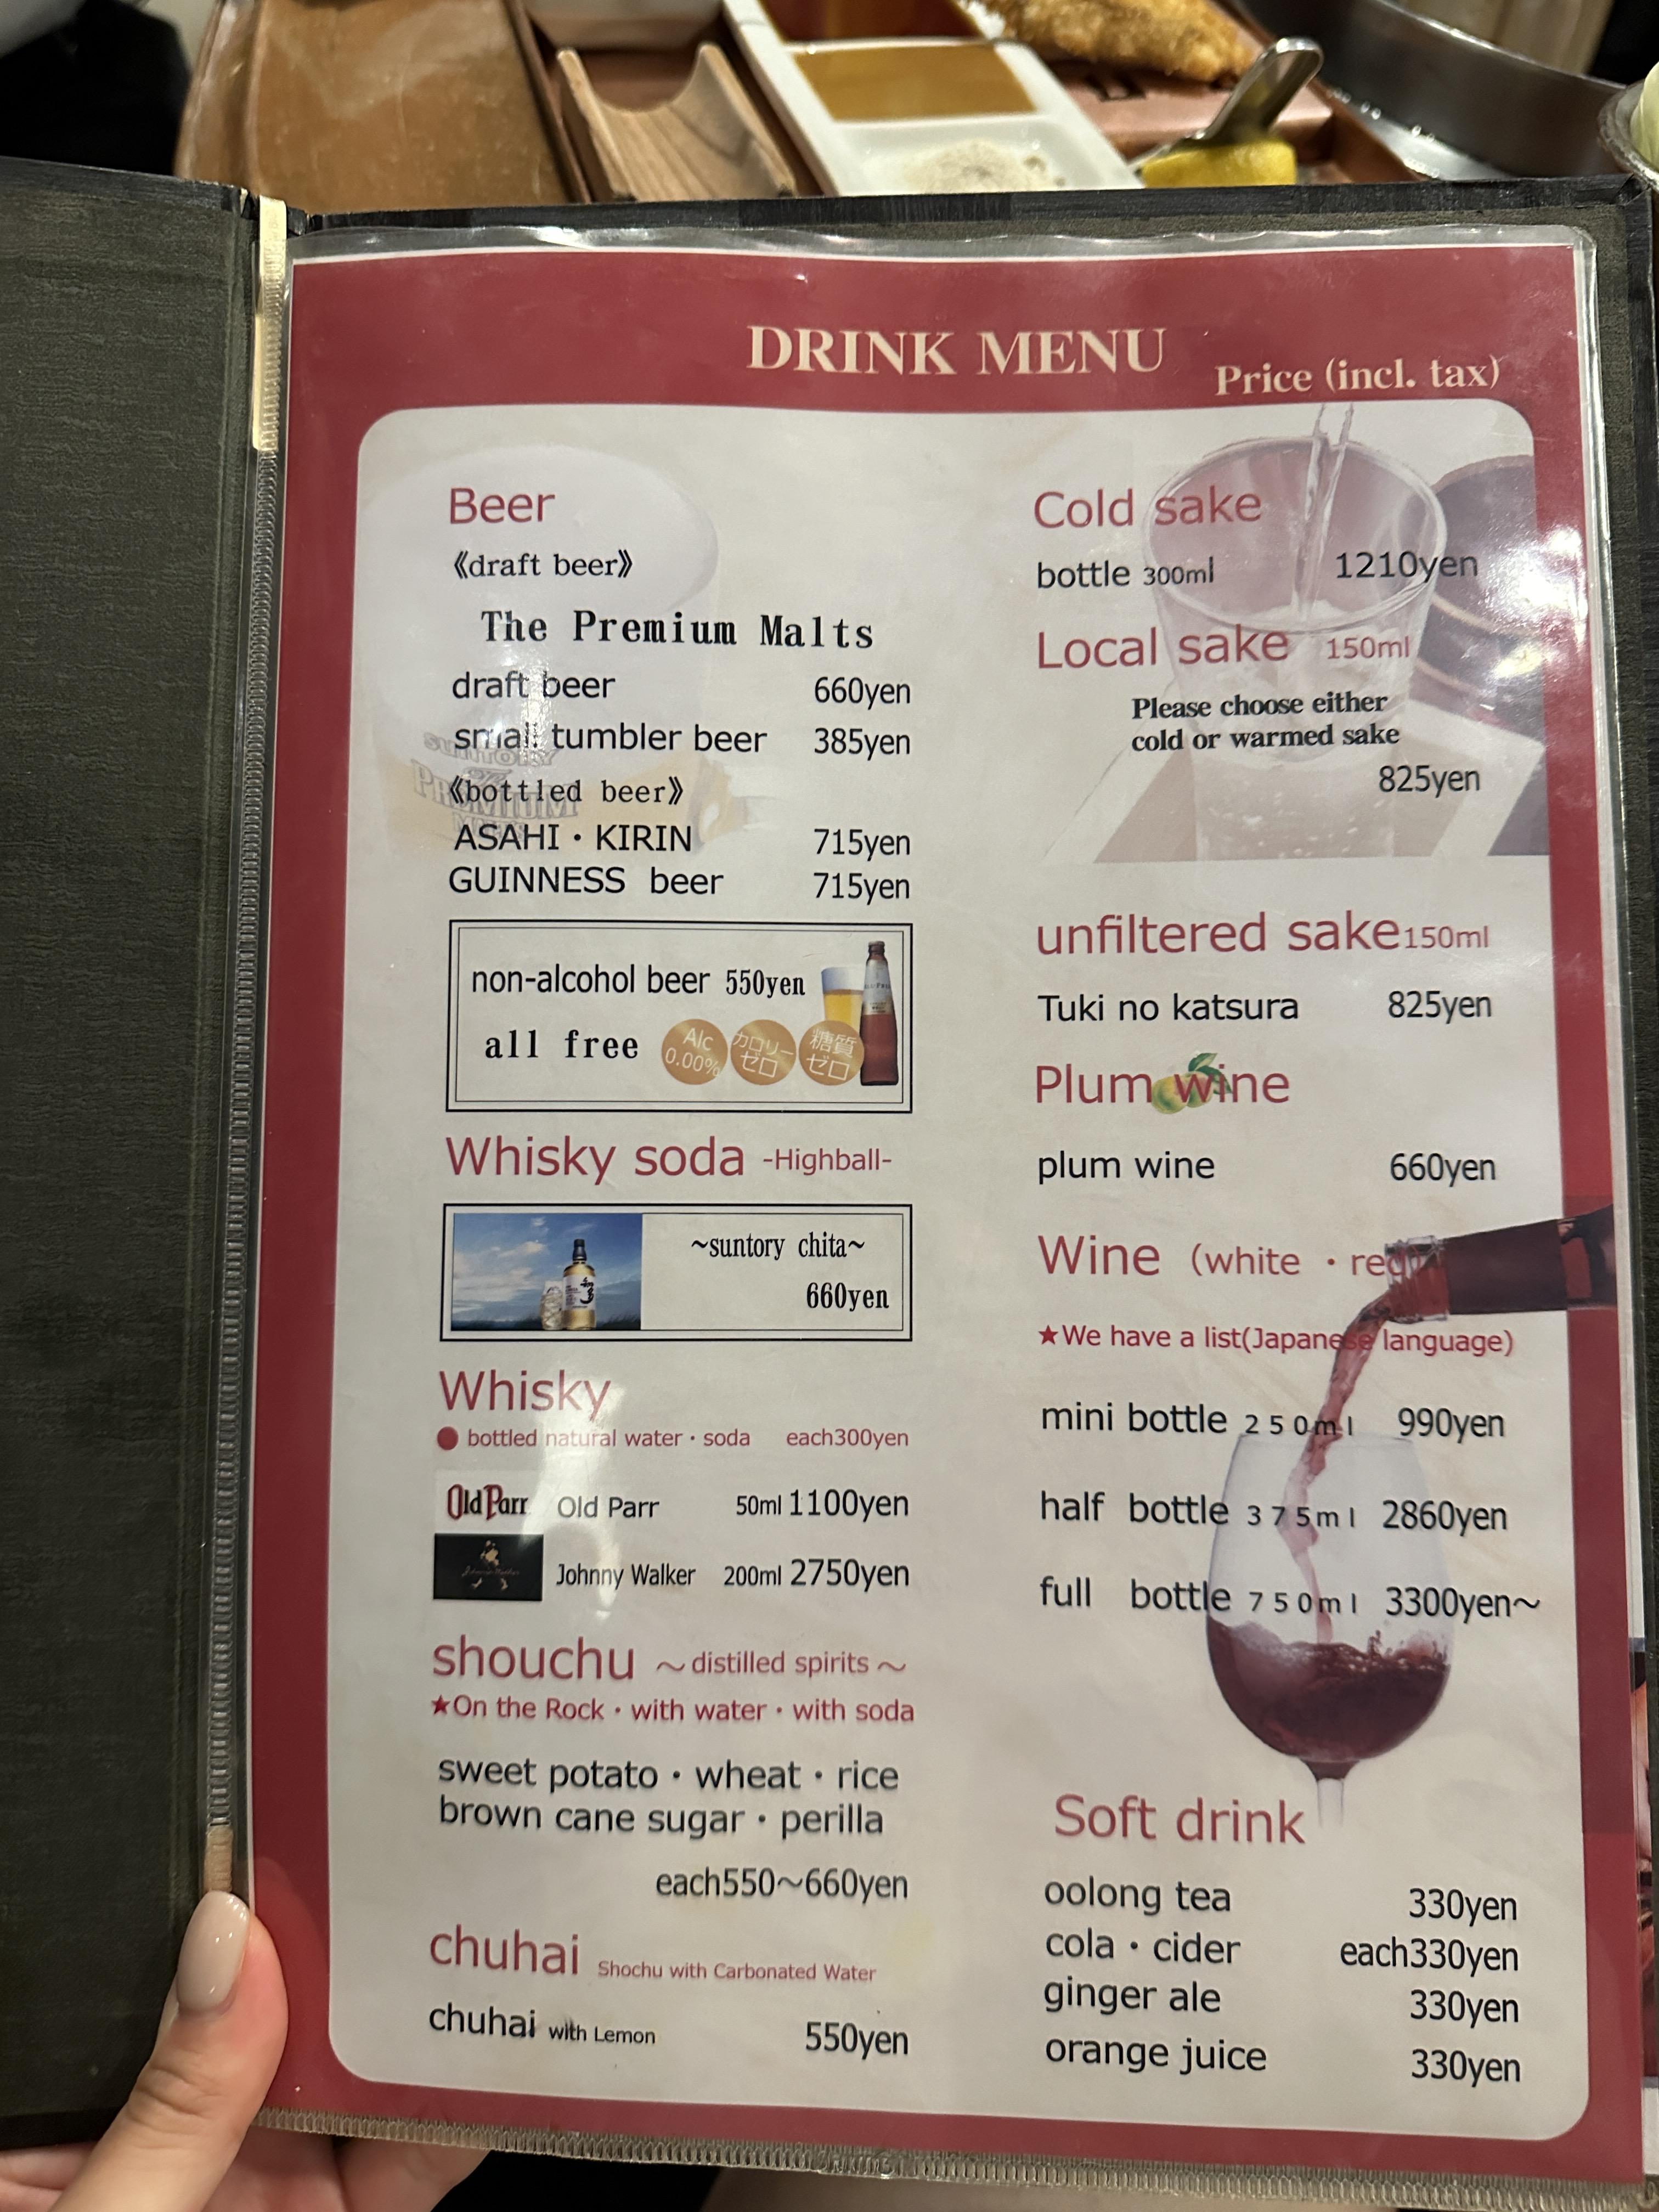 DRINK MENU
Price (incl. tax)
Beer
《draft beer》
The Premium Malts
draft beer 660yen
small tumbler beer 385yen
SUNTORY
PREMIUM
《bottled beer》
ASAHI・KIRIN 715yen
GUINNESS beer 715yen
non-alcohol beer 550yen
all free
Alc 0.00%
カロリーゼロ
糖質ゼロ
Whisky soda -Highball-
~suntory chita~
660yen
Whisky
●bottled natural water・soda each300yen
Old Parr Old Parr 50ml 1100yen
Johnny Walker 200ml 2750yen
shouchu ～distilled spirits～
★On the Rock・with water・with soda
sweet potato・wheat・rice
brown cane sugar・perilla
each550～660yen
chuhai Shochu with Carbonated Water
chuhai with Lemon 550yen
Cold sake
bottle 300ml 1210yen
Local sake 150ml
Please choose either
cold or warmed sake
825yen
unfiltered sake150ml
Tuki no katsura 825yen
Plum wine
plum wine 660yen
Wine (white・red)
★We have a list(Japanese language)
mini bottle 250ml 990yen
half bottle 375ml 2860yen
full bottle 750ml 3300yen～
Soft drink
oolong tea 330yen
cola・cider each330yen
ginger ale 330yen
orange juice 330yen